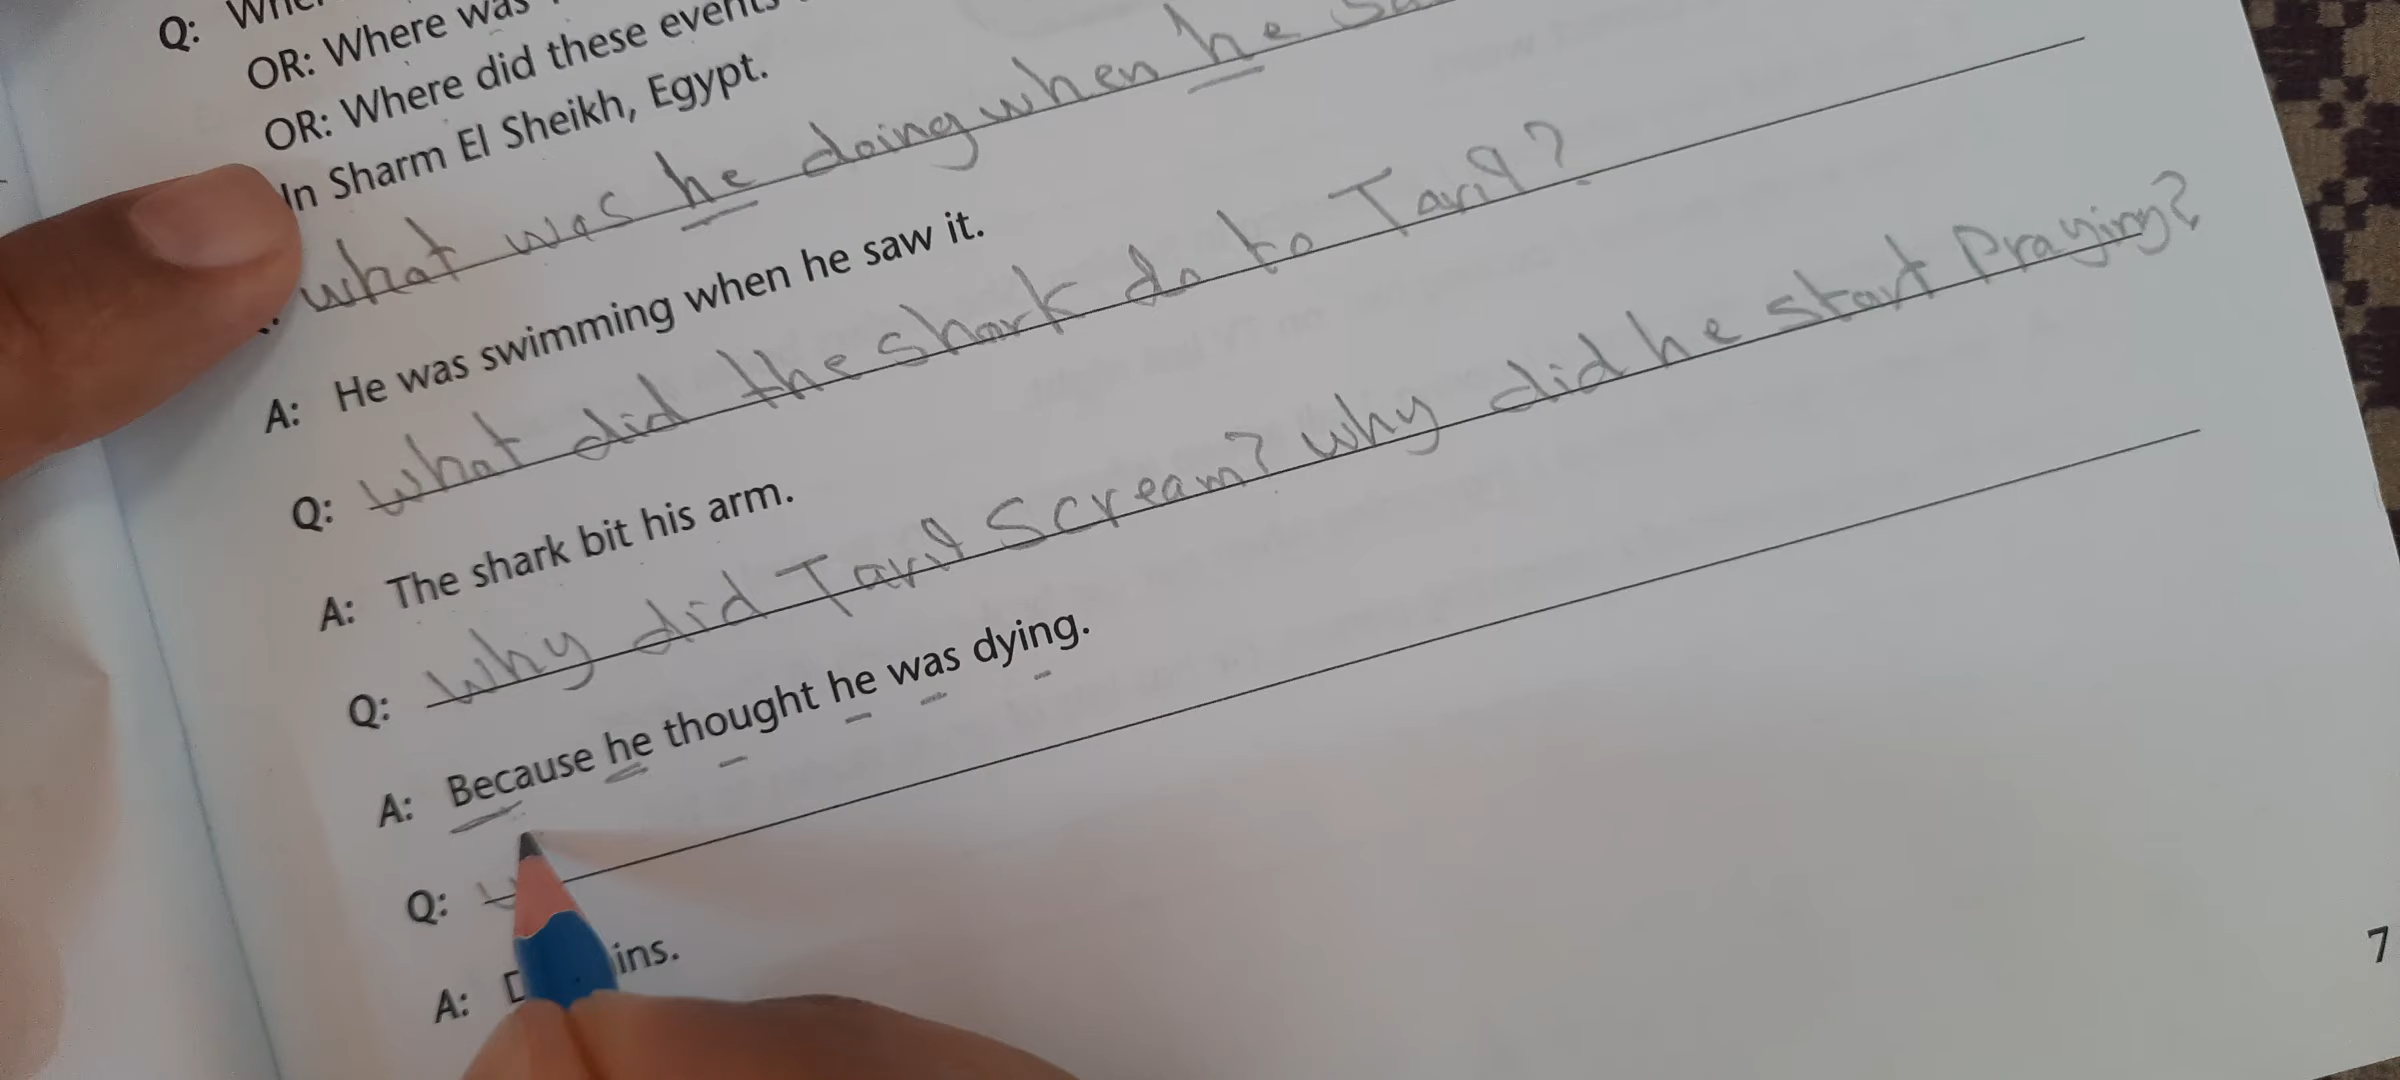 Q:
OR: Where was
OR: Where did these events
In Sharm El Sheikh, Egypt.
what was he doing when he
A: He was swimming when he saw it.
Q: what did the shark do to Tariq?
A: The shark bit his arm.
Q: why did Tariq scream? why did he start praying?
A: Because he thought he was dying.
Q:
A:
7